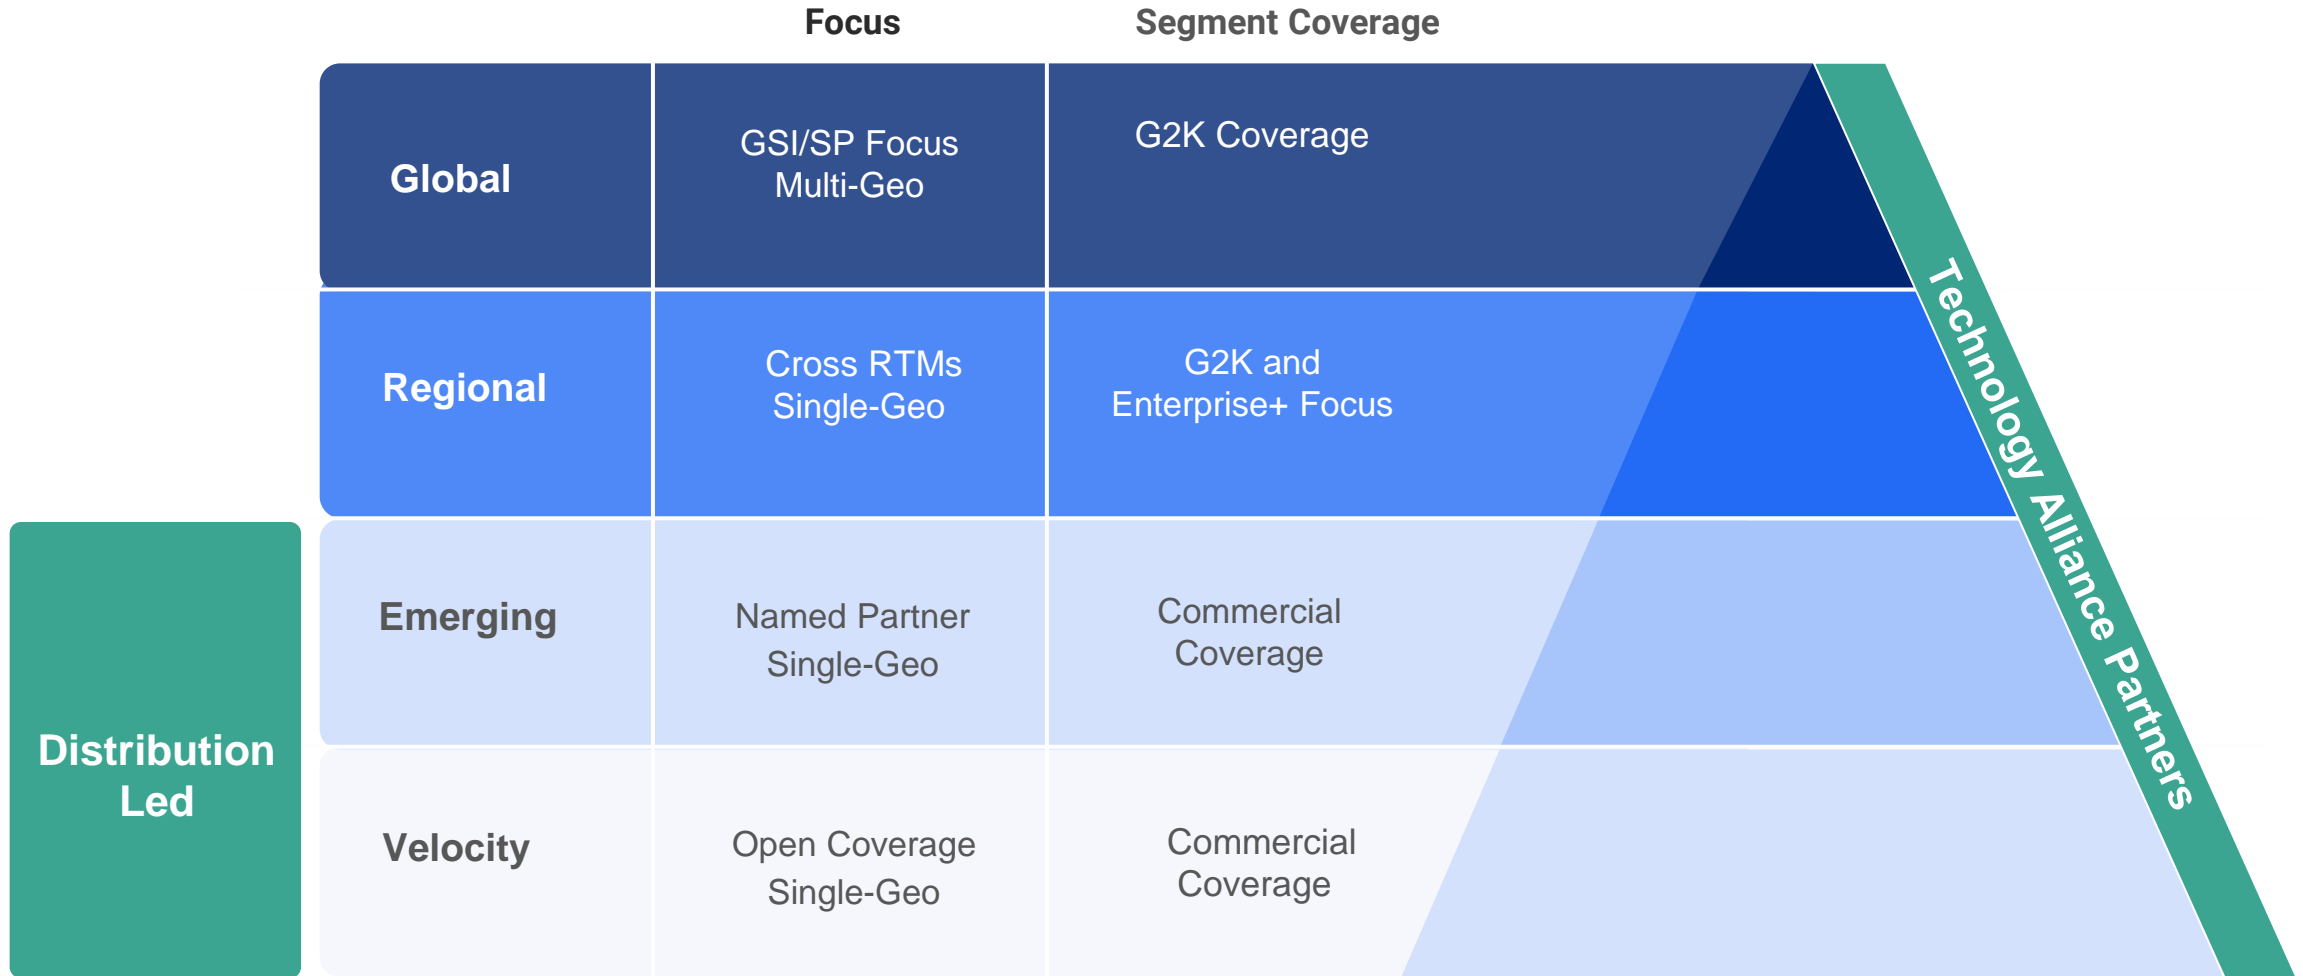 Focus
Segment Coverage
Global
GSI/SP Focus
Multi-Geo
G2K Coverage
Regional
Cross RTMs
Single-Geo
G2K and
Enterprise+ Focus
Emerging
Named Partner
Single-Geo
Commercial
Coverage
Velocity
Open Coverage
Single-Geo
Commercial
Coverage
Distribution
Led
Technology Alliance Partners